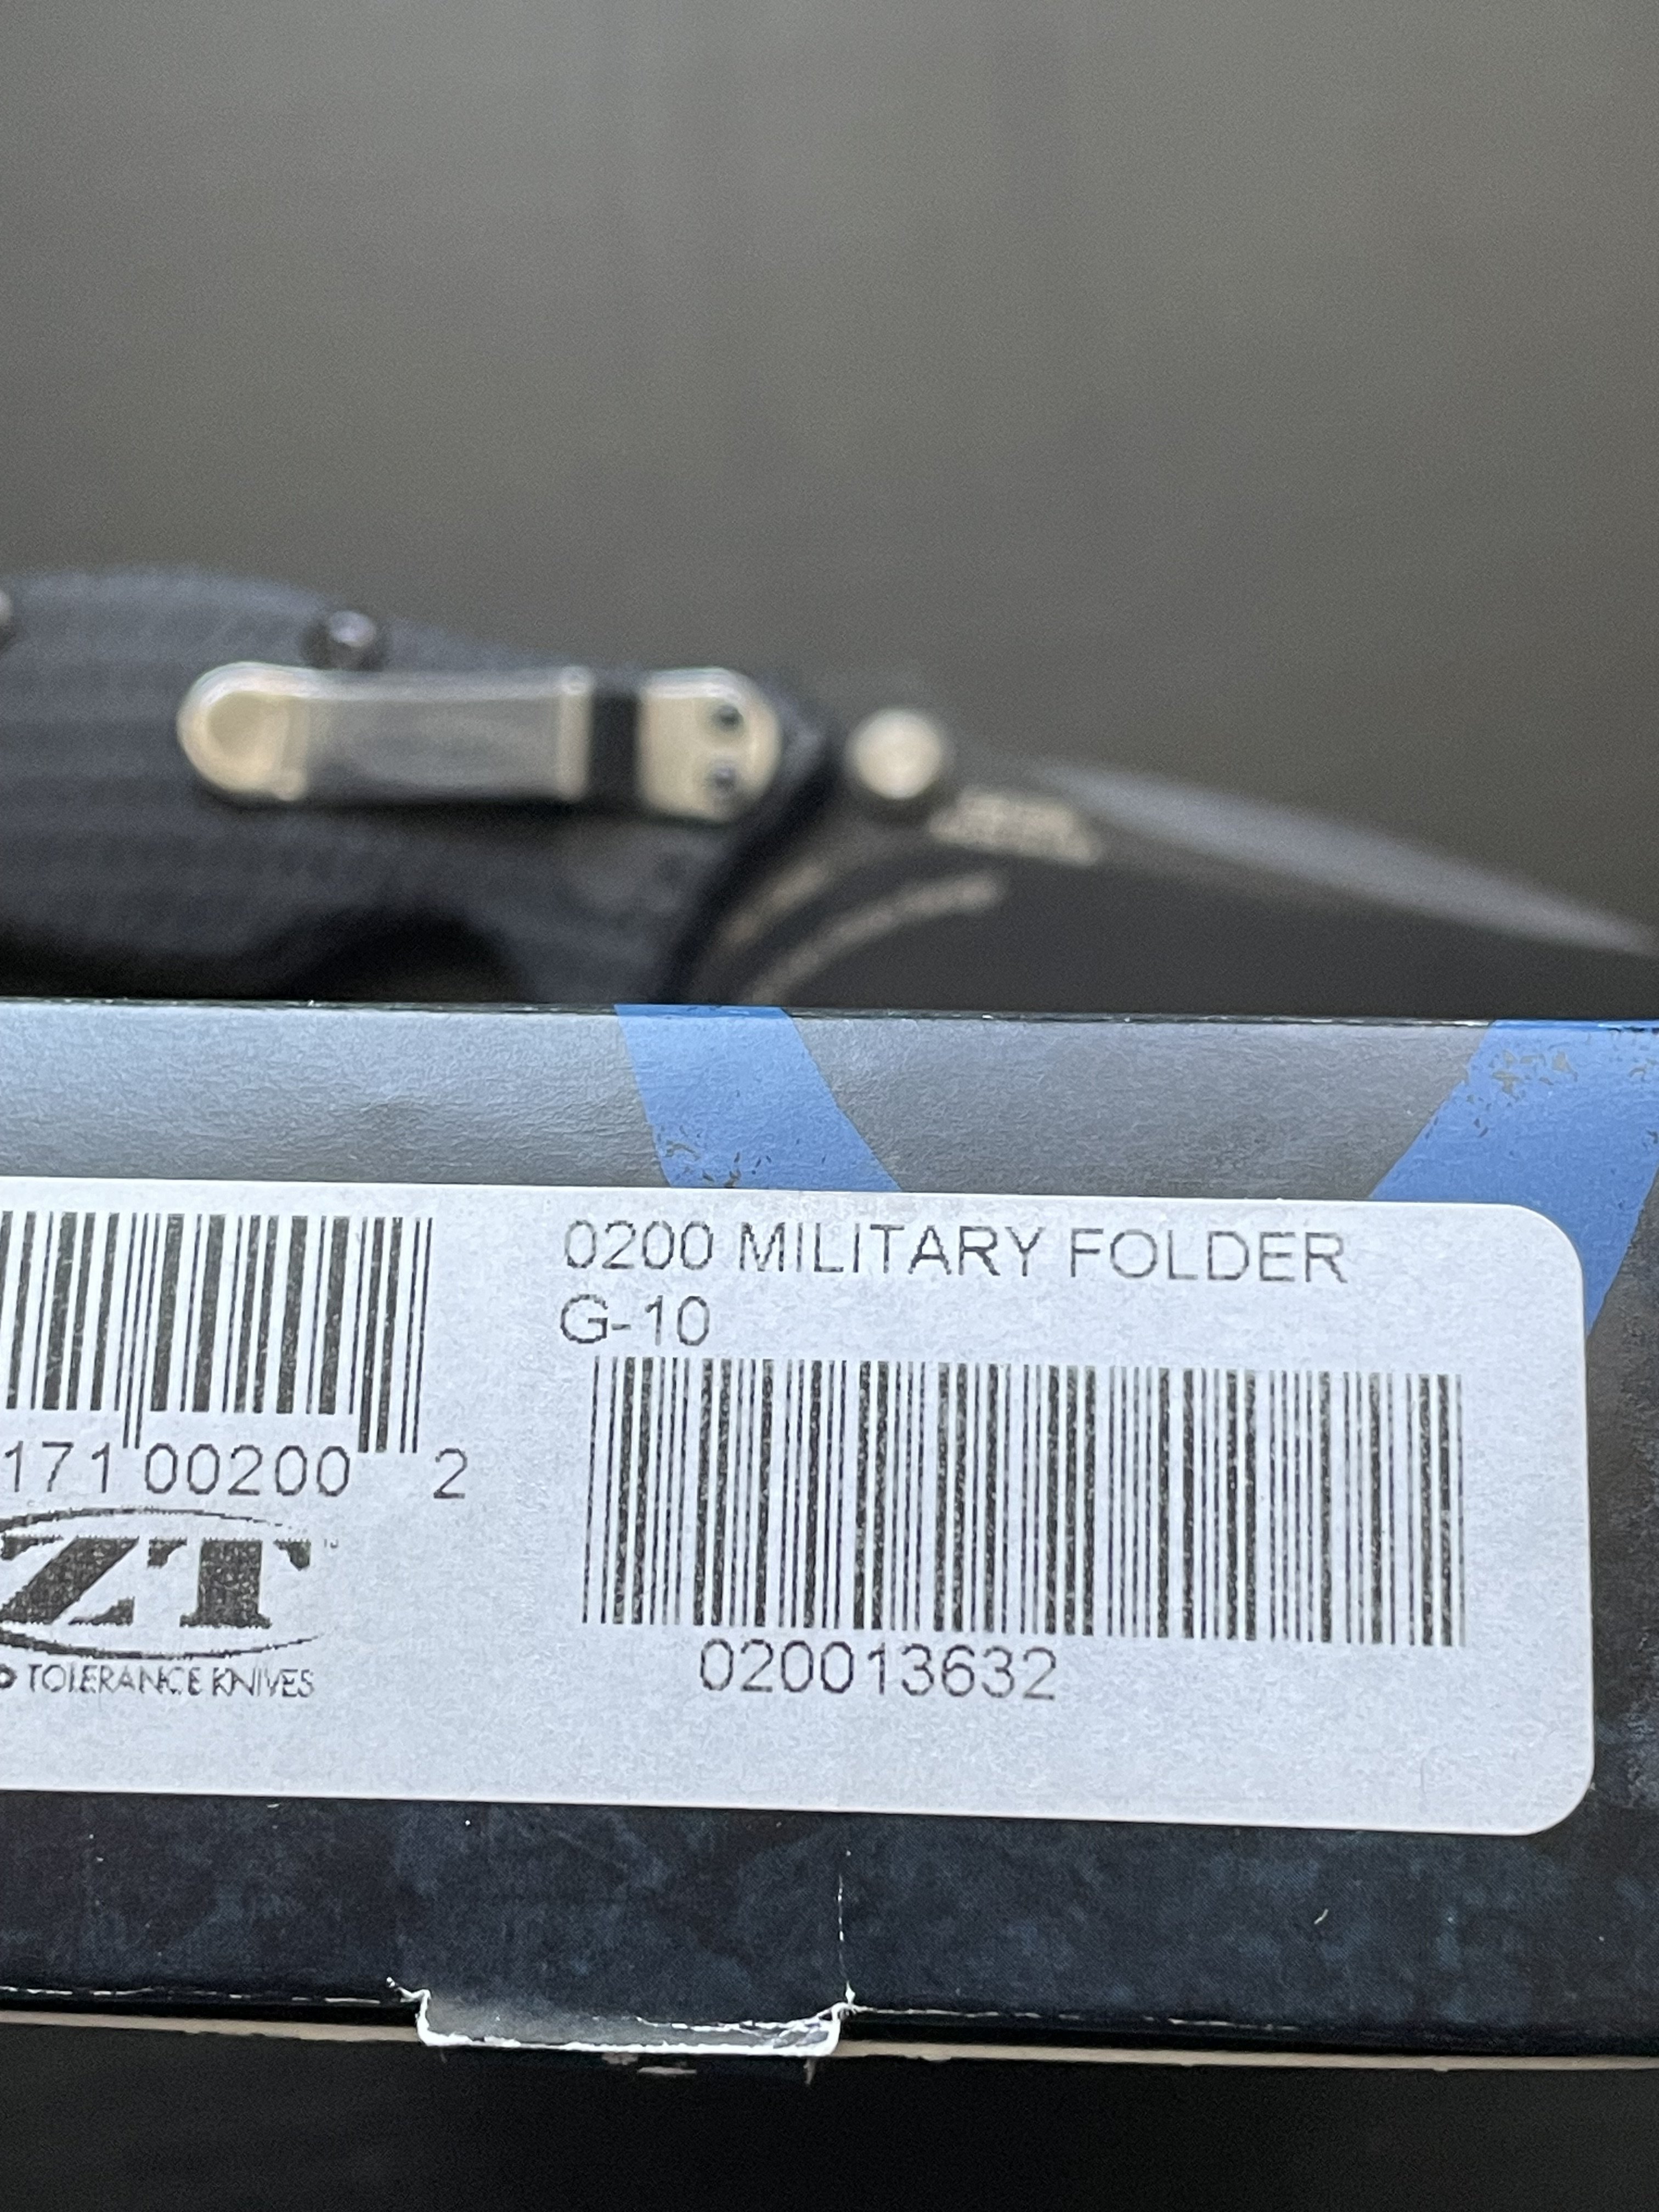 0200 MILITARY FOLDER
G-10
171 00200 2
020013632
ZT
TOLERANCE KNIVES